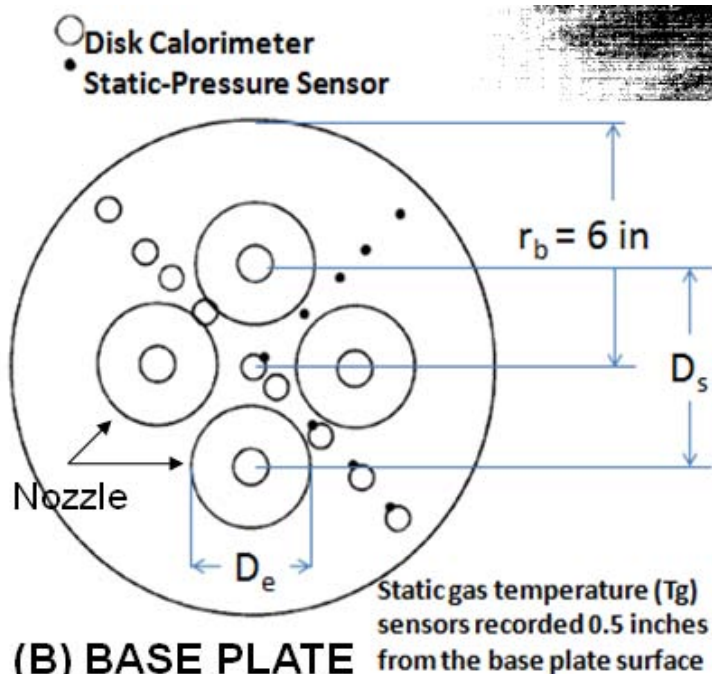 Disk Calorimeter
Static-Pressure Sensor
r_b = 6 in
D_s
Nozzle
D_e
Static gas temperature (Tg)
sensors recorded 0.5 inches
from the base plate surface
(B) BASE PLATE